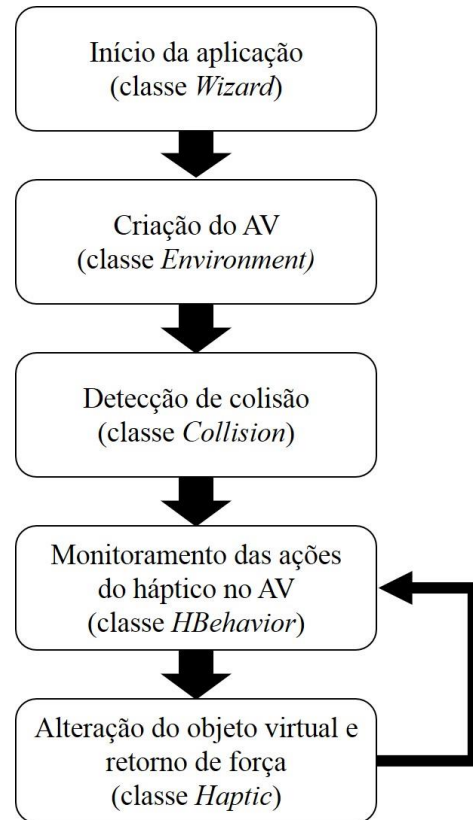 Início da aplicação
(classe Wizard)
Criação do AV
(classe Environment)
Detecção de colisão
(classe Collision)
Monitoramento das ações
do háptico no AV
(classe HBehavior)
Alteração do objeto virtual e
retorno de força
(classe Haptic)